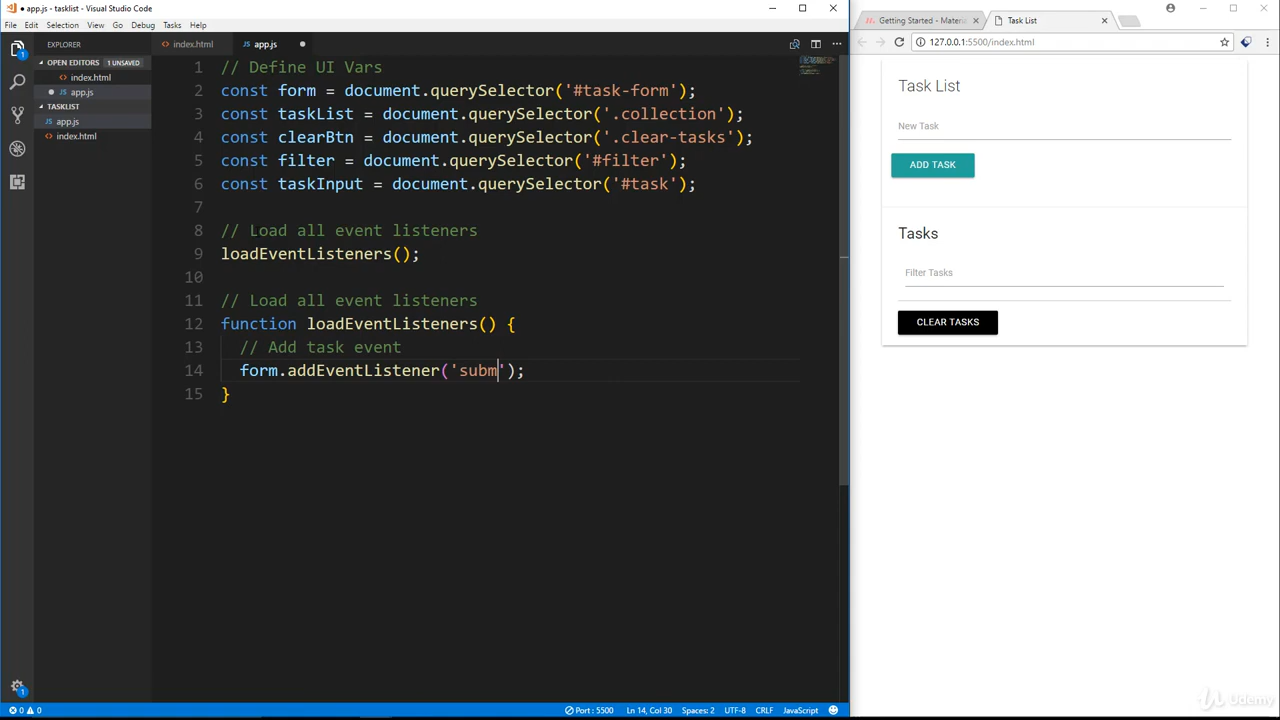 app.js - tasklist - Visual Studio Code
File Edit Selection View Go Debug Tasks Help
EXPLORER
OPEN EDITORS 1 UNSAVED
index.html
app.js
TASKLIST
app.js
index.html
index.html app.js
1 // Define UI Vars
2 const form = document.querySelector('#task-form');
3 const taskList = document.querySelector('.collection');
4 const clearBtn = document.querySelector('.clear-tasks');
5 const filter = document.querySelector('#filter');
6 const taskInput = document.querySelector('#task');
7
8 // Load all event listeners
9 loadEventListeners();
10
11 // Load all event listeners
12 function loadEventListeners() {
13 // Add task event
14 form.addEventListener('subm');
15 }
0 0 Port : 5500 Ln 14, Col 30 Spaces: 2 UTF-8 CRLF JavaScript
1
1
Getting Started - Materi Task List
127.0.0.1:5500/index.html
Task List
New Task
ADD TASK
Tasks
Filter Tasks
CLEAR TASKS
Udemy